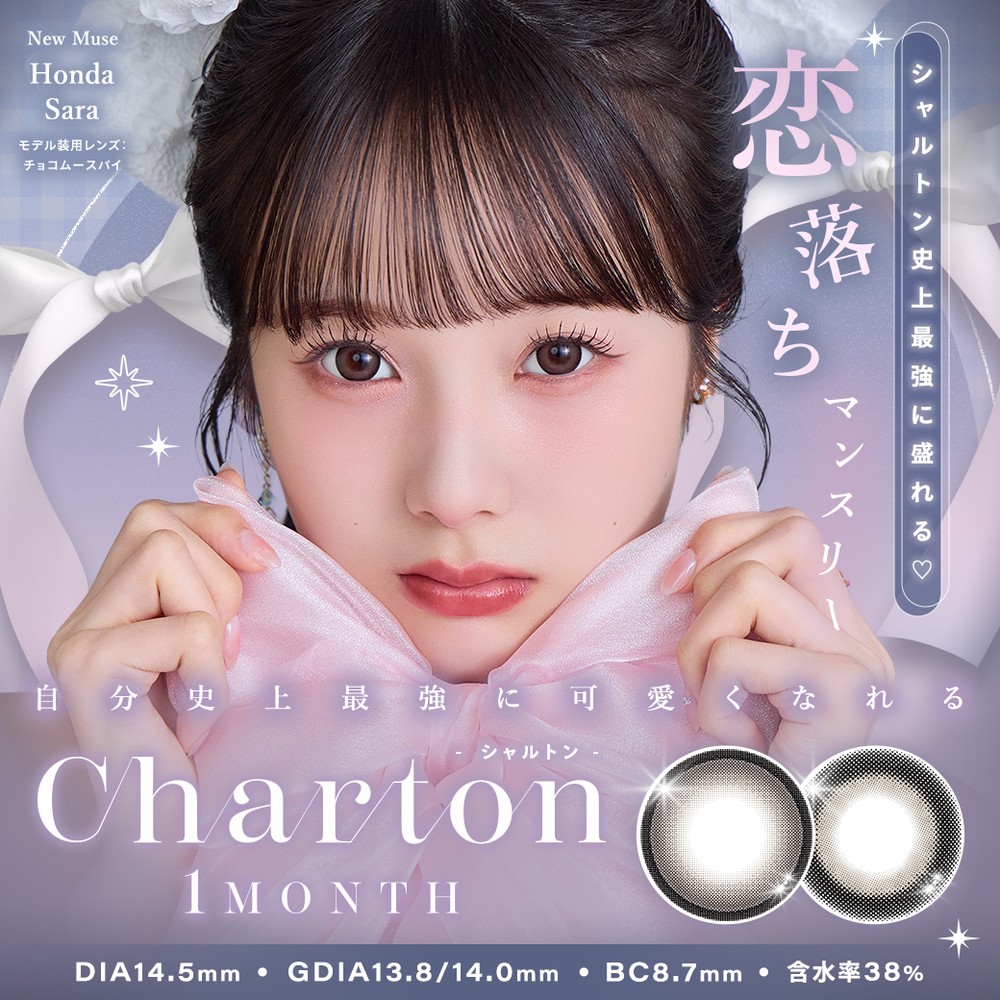 New Muse
Honda
Sara
モデル装用レンズ：
チョコムースパイ
シャルトン史上最強に盛れる♡
恋落ち
マンスリー
自分史上最強に可愛くなれる
- シャルトン -
Charton
1MONTH
DIA14.5mm • GDIA13.8/14.0mm • BC8.7mm • 含水率38%